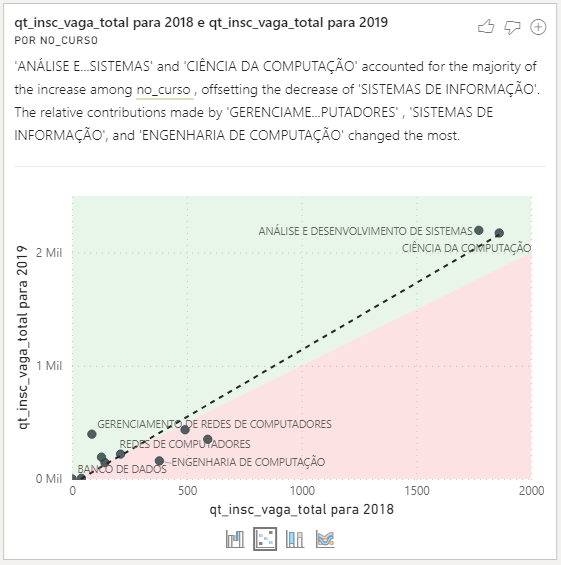 qt_insc_vaga_total para 2018 e qt_insc_vaga_total para 2019
POR NO_CURSO
'ANÁLISE E...SISTEMAS' and 'CIÊNCIA DA COMPUTAÇÃO' accounted for the majority of
the increase among no_curso , offsetting the decrease of 'SISTEMAS DE INFORMAÇÃO'.
The relative contributions made by 'GERENCIAME...PUTADORES' , 'SISTEMAS DE
INFORMAÇÃO', and 'ENGENHARIA DE COMPUTAÇÃO' changed the most.
qt_insc_vaga_total para 2019
2 Mil
1 Mil
0 Mil
ANÁLISE E DESENVOLVIMENTO DE SISTEMAS
CIÊNCIA DA COMPUTAÇÃO
GERENCIAMENTO DE REDES DE COMPUTADORES
REDES DE COMPUTADORES
ENGENHARIA DE COMPUTAÇÃO
BANCO DE DADOS
0
500
1000
1500
2000
qt_insc_vaga_total para 2018